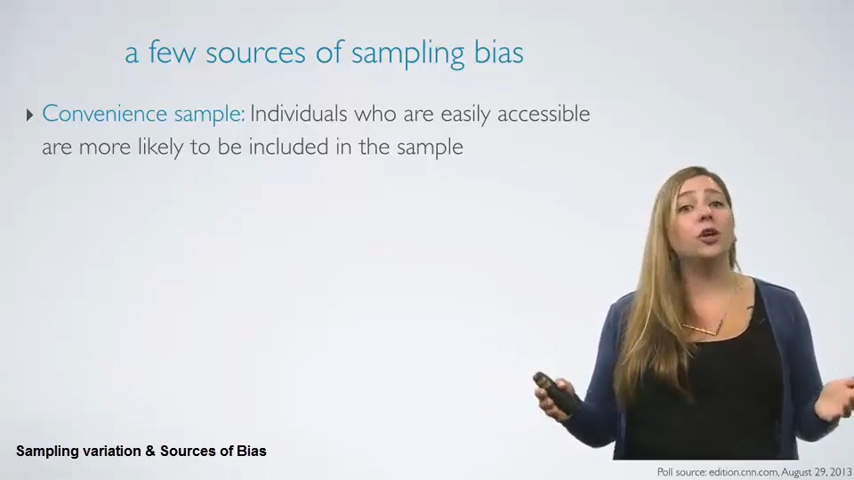 a few sources of sampling bias
Convenience sample: Individuals who are easily accessible
are more likely to be included in the sample
Sampling variation & Sources of Bias
Poll source: edition.cnn.com, August 29, 2013